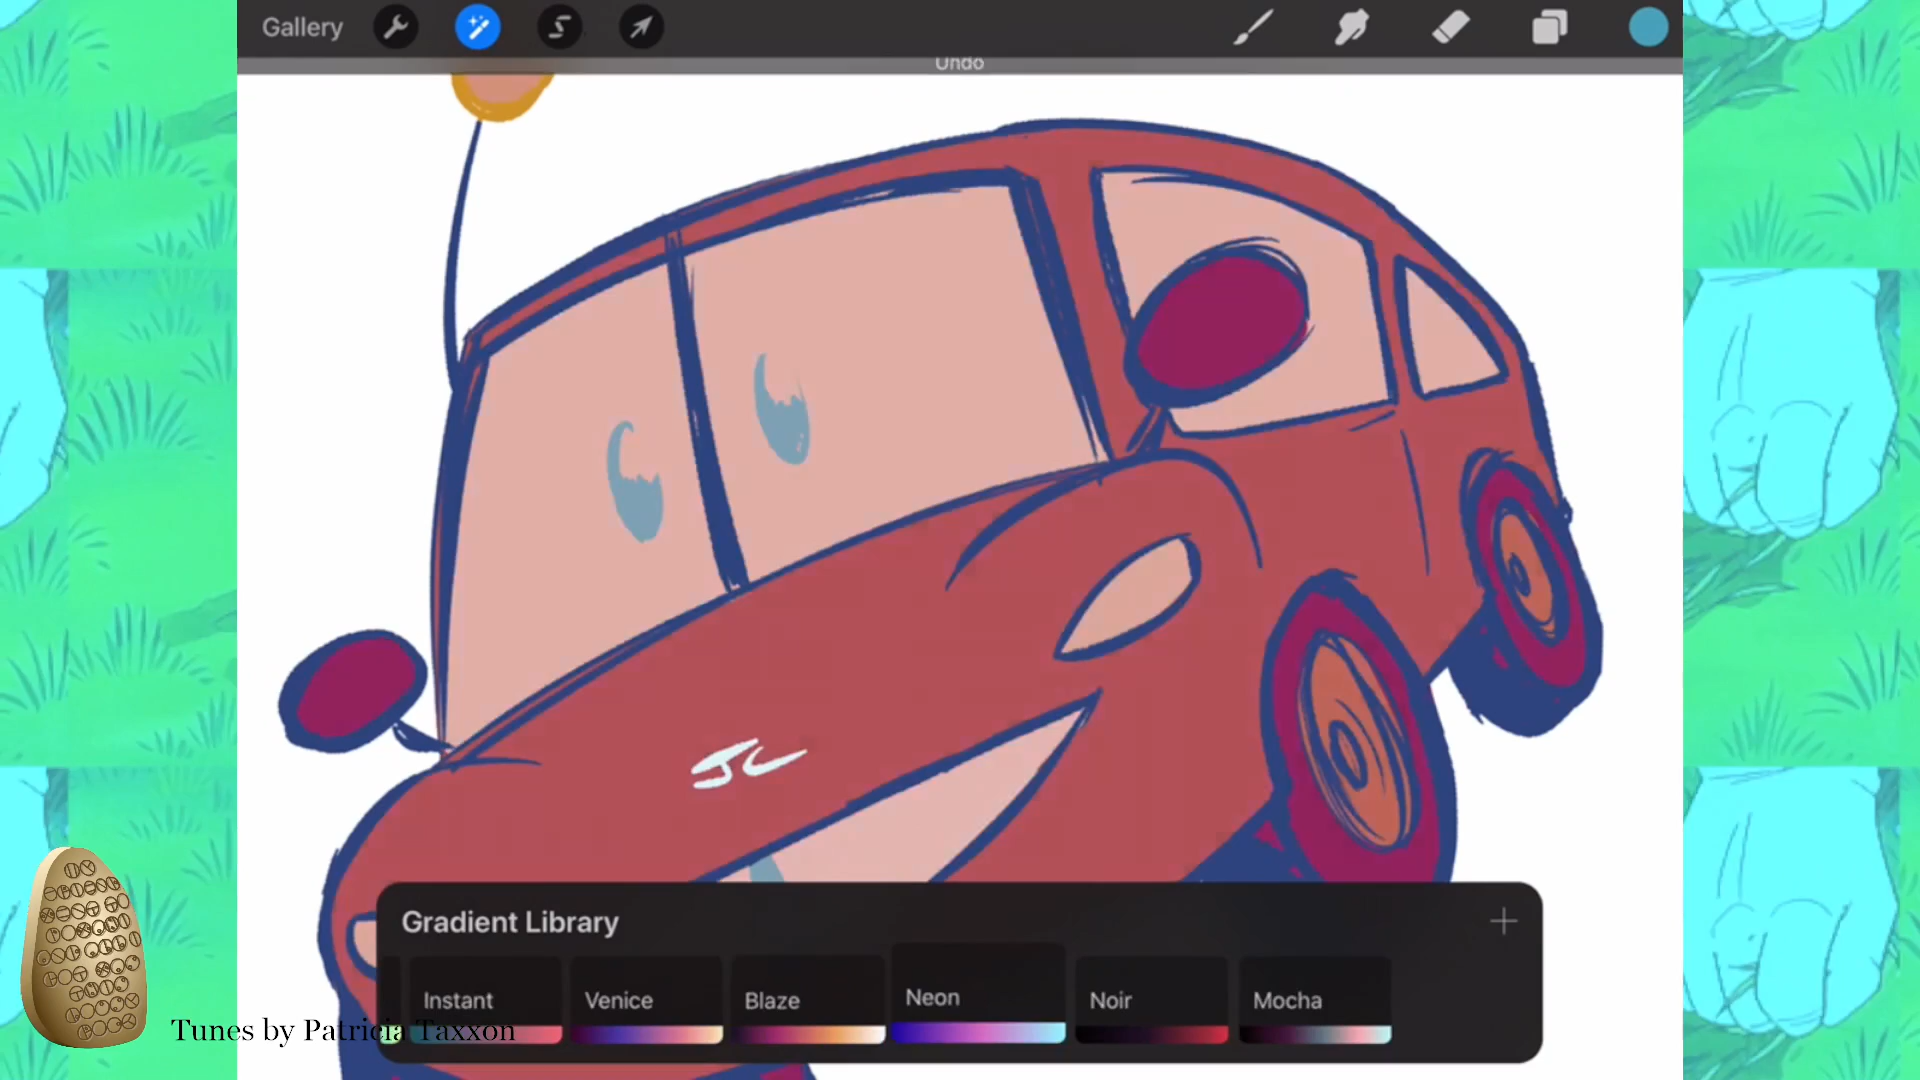 Gallery
Undo
JC
Gradient Library
Instant
Venice
Blaze
Neon
Noir
Mocha
Tunes by Patricia Taxxon